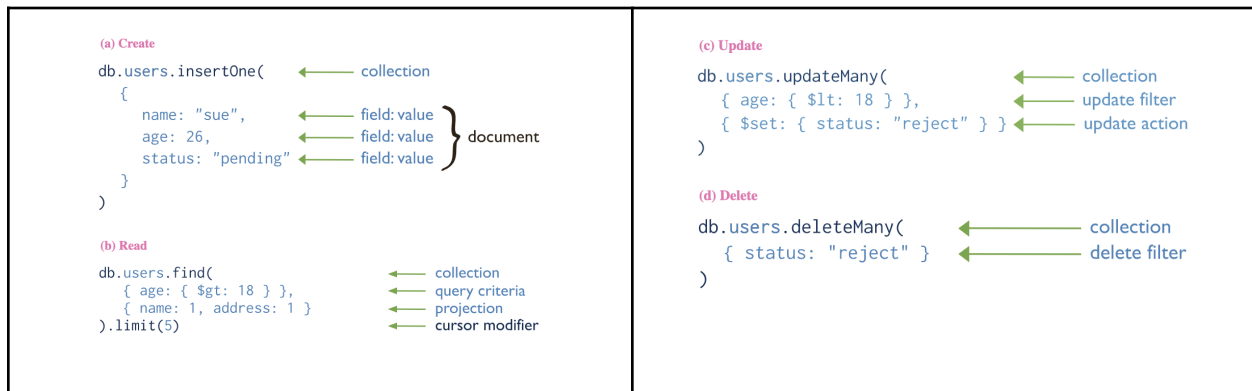 (a) Create
db.users.insertOne( collection
{
name: "sue", field: value
age: 26, field: value document
status: "pending" field: value
}
)
(b) Read
db.users.find( collection
{ age: { $gt: 18 } }, query criteria
{ name: 1, address: 1 } projection
).limit(5) cursor modifier
(c) Update
db.users.updateMany( collection
{ age: { $lt: 18 } }, update filter
{ $set: { status: "reject" } } update action
)
(d) Delete
db.users.deleteMany( collection
{ status: "reject" } delete filter
)